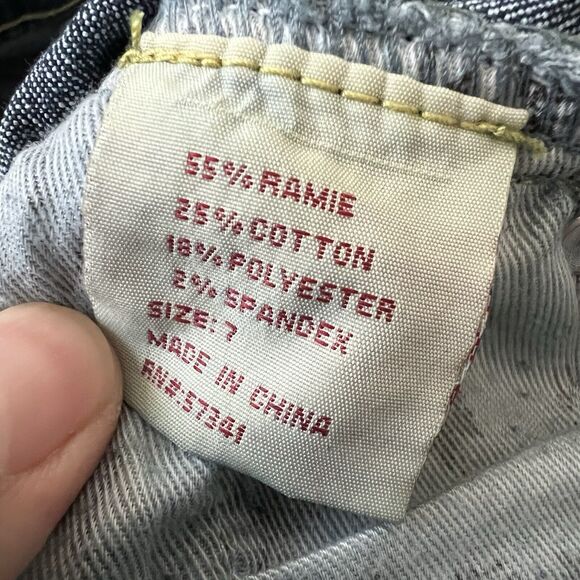 55% RAMIE
25% COTTON
18% POLYESTER
2% SPANDEX
SIZE: 7
MADE IN CHINA
RN#:57341